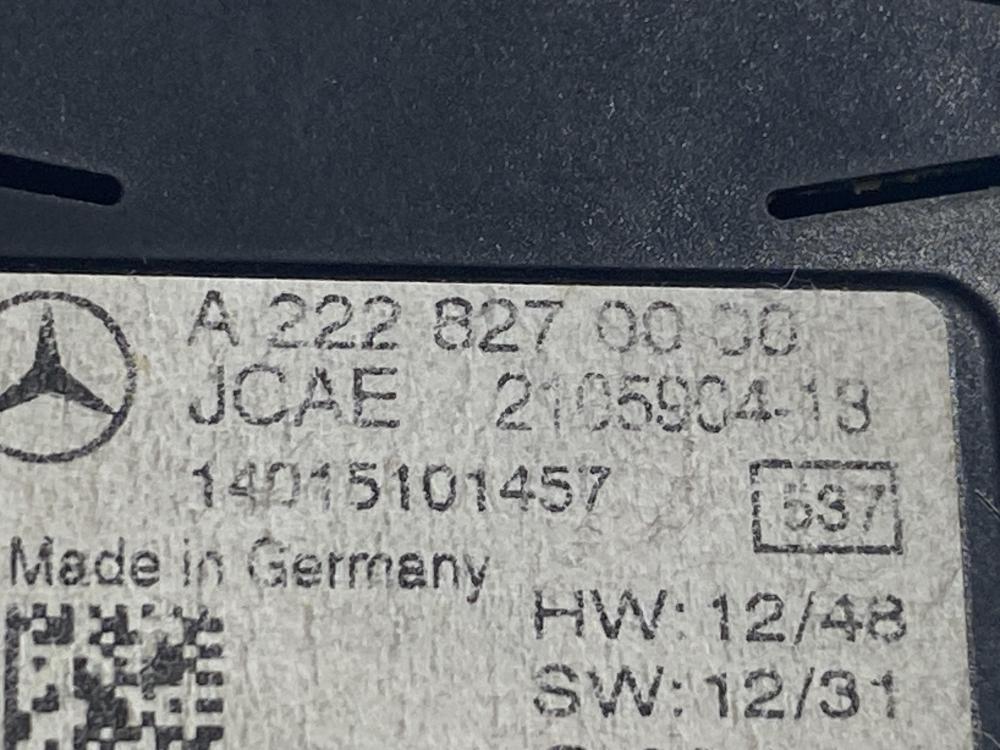 A 222 827 00 00
JCAE 2105904-13
14015101457
537
Made in Germany
HW: 12/48
SW: 12/31